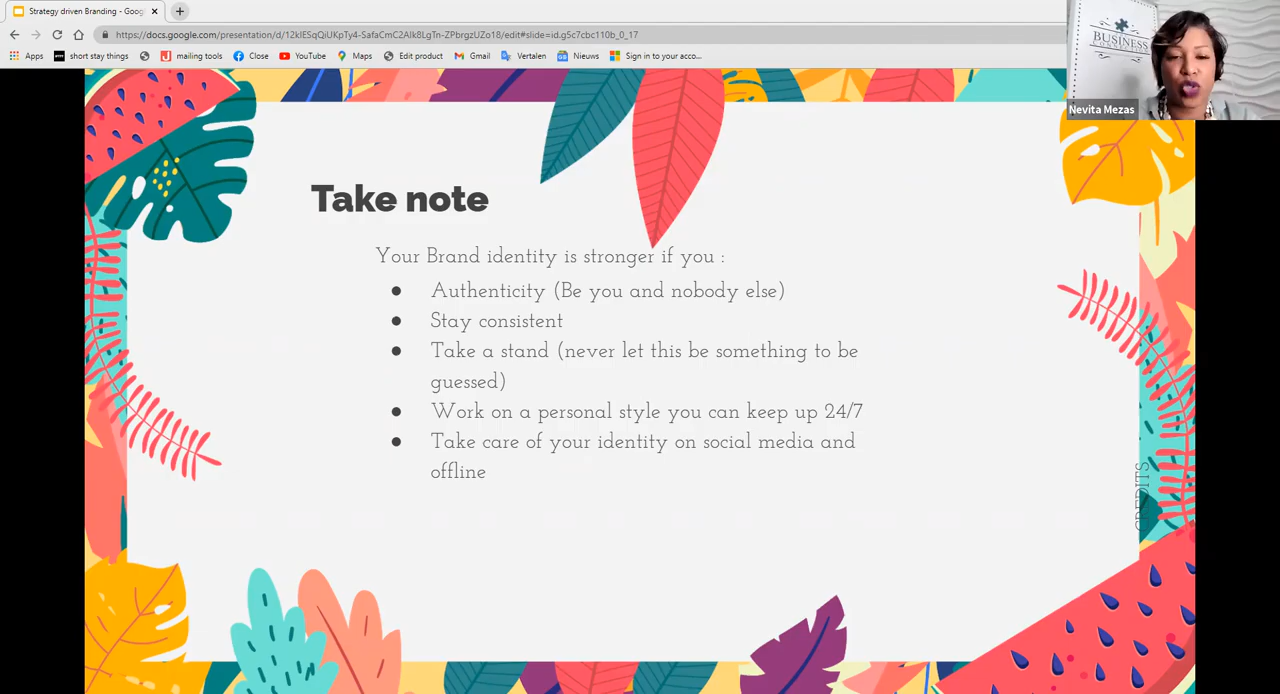 Strategy driven Branding - Goog
https://docs.google.com/presentation/d/12kIESqQiUKpTy4-SafaCmC2AIk8LgTn-ZPbrgzUZo18/edit#slide=id.g5c7cbc110b_0_17
Apps short stay things mailing tools Close YouTube Maps Edit product Gmail Vertalen Nieuws Sign in to your acco...
BUSINESS
Nevita Mezas
Take note
Your Brand identity is stronger if you :
● Authenticity (Be you and nobody else)
● Stay consistent
● Take a stand (never let this be something to be
guessed)
● Work on a personal style you can keep up 24/7
● Take care of your identity on social media and
offline
CREDITS